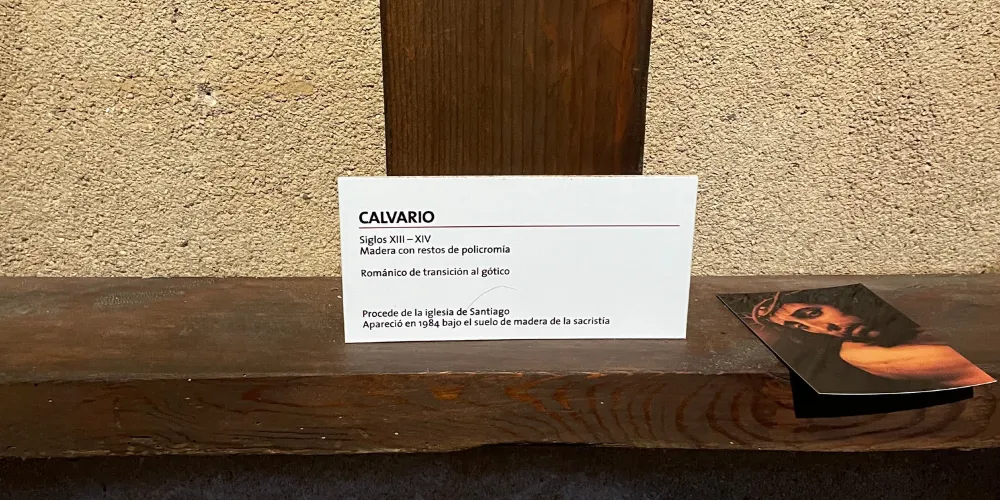 CALVARIO
Siglos XIII – XIV
Madera con restos de policromía
Románico de transición al gótico
Procede de la iglesia de Santiago
Apareció en 1984 bajo el suelo de madera de la sacristía